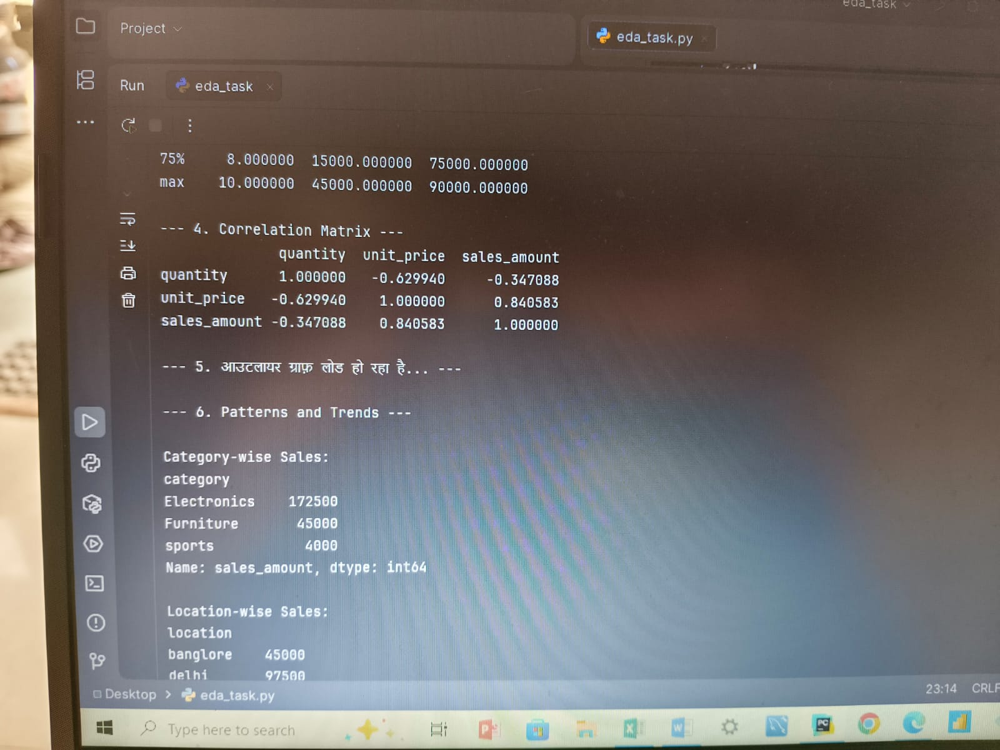 eda_task
Project
eda_task.py
Run eda_task
75% 8.000000 15000.000000 75000.000000
max 10.000000 45000.000000 90000.000000
--- 4. Correlation Matrix ---
quantity unit_price sales_amount
quantity 1.000000 -0.629940 -0.347088
unit_price -0.629940 1.000000 0.840583
sales_amount -0.347088 0.840583 1.000000
--- 5. आउटलायर ग्राफ़ लोड हो रहा है... ---
--- 6. Patterns and Trends ---
Category-wise Sales:
category
Electronics 172500
Furniture 45000
sports 4000
Name: sales_amount, dtype: int64
Location-wise Sales:
location
banglore 45000
delhi 97500
Desktop > eda_task.py
23:14 CRLF
Type here to search